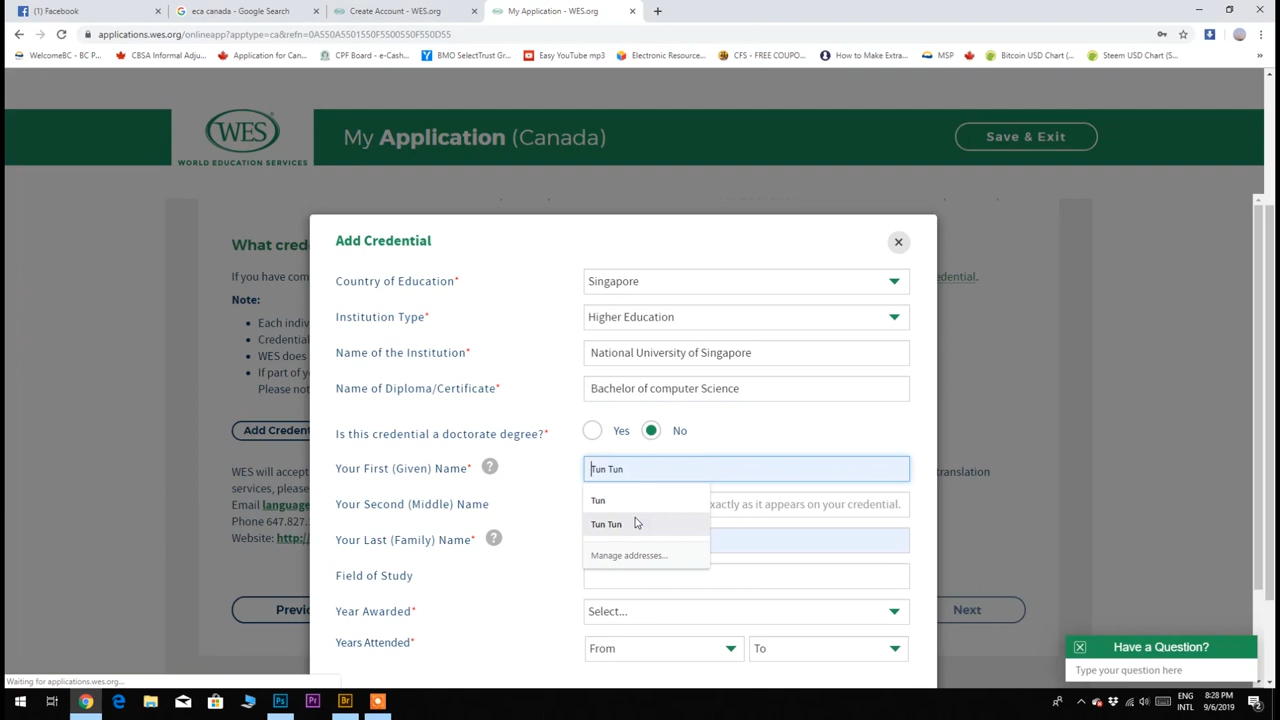 (1) Facebook
eca canada - Google Search
Create Account - WES.org
My Application - WES.org
applications.wes.org/onlineapp?apptype=ca&refn=0A550A5501550F5500550F550D55
WelcomeBC - BC P...
CBSA Informal Adju...
Application for Can...
CPF Board - e-Cash...
BMO SelectTrust Gr...
Easy YouTube mp3
Electronic Resource...
CFS - FREE COUPO...
How to Make Extra...
MSP
Bitcoin USD Chart (...
Steem USD Chart (S...
WES
WORLD EDUCATION SERVICES
My Application (Canada)
Save & Exit
What cred
If you have com
edential.
Note:
Each indiv
Credential
WES does
If part of y
Please not
Add Creden
WES will accept
translation
services, please
Email language
Phone 647.827.
Website: http:/
Previ
Next
Add Credential
Country of Education*
Singapore
Institution Type*
Higher Education
Name of the Institution*
National University of Singapore
Name of Diploma/Certificate*
Bachelor of computer Science
Is this credential a doctorate degree?*
Yes
No
Your First (Given) Name*
?
Tun Tun
Tun
Tun Tun
Manage addresses...
Your Second (Middle) Name
exactly as it appears on your credential.
Your Last (Family) Name*
?
Field of Study
Year Awarded*
Select...
Years Attended*
From
To
Have a Question?
Type your question here
Waiting for applications.wes.org...
Ps
Pr
Br
ENG
INTL
8:28 PM
9/6/2019
2